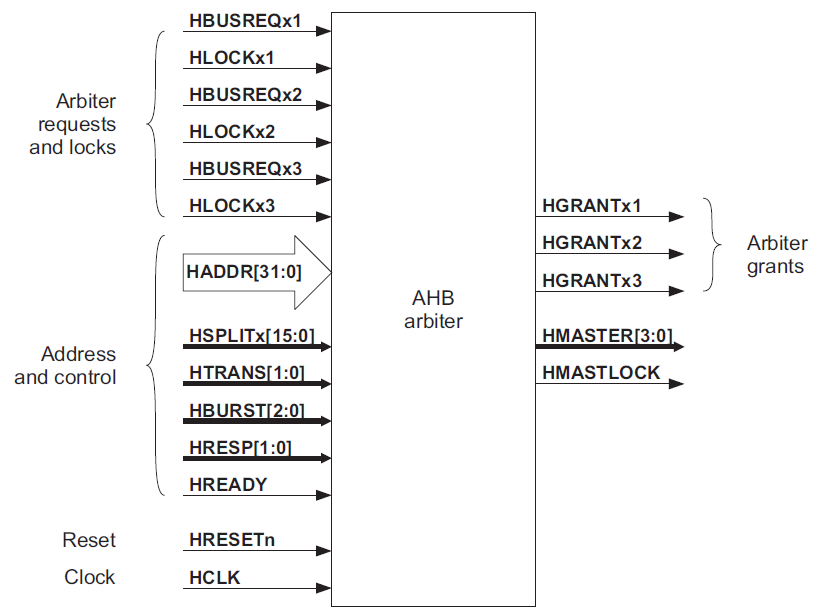 HBUSREQx1
HLOCKx1
HBUSREQx2
HLOCKx2
HBUSREQx3
HLOCKx3
Arbiter
requests
and locks
HADDR[31:0]
HSPLITx[15:0]
HTRANS[1:0]
HBURST[2:0]
HRESP[1:0]
HREADY
Address
and control
Reset
HRESETn
Clock
HCLK
AHB
arbiter
HGRANTx1
HGRANTx2
HGRANTx3
Arbiter
grants
HMASTER[3:0]
HMASTLOCK